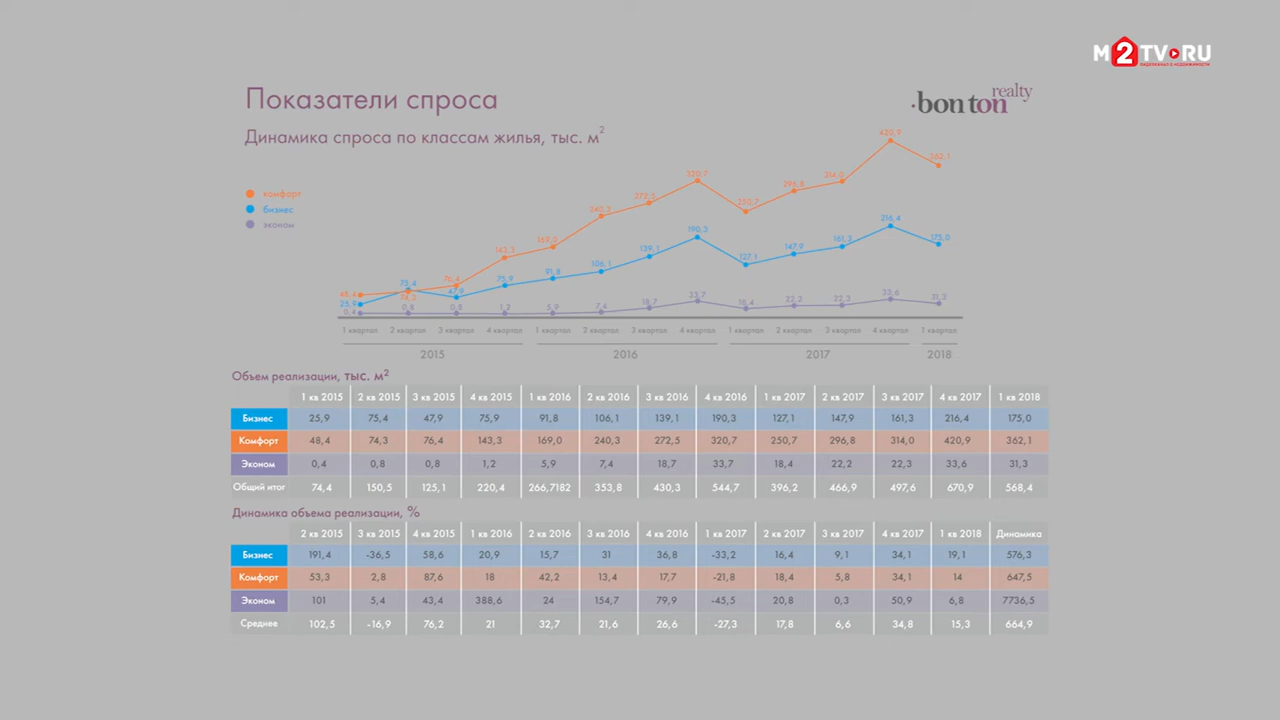 M2TV.RU
ВИДЕОКАНАЛ О НЕДВИЖИМОСТИ
Показатели спроса
bon ton realty
Динамика спроса по классам жилья, тыс. м²
комфорт
бизнес
эконом
48,4 74,3 76,4 143,3 169,0 240,3 272,5 320,7 250,7 296,8 314,0 420,9 362,1
25,9 75,4 47,9 75,9 91,8 106,1 139,1 190,3 127,1 147,9 161,3 216,4 175,0
0,4 0,8 0,8 1,2 5,9 7,4 18,7 33,7 18,4 22,2 22,3 33,6 31,3
1 квартал 2 квартал 3 квартал 4 квартал 1 квартал 2 квартал 3 квартал 4 квартал 1 квартал 2 квартал 3 квартал 4 квартал 1 квартал
2015 2016 2017 2018
Объем реализации, тыс. м²
1 кв 2015 2 кв 2015 3 кв 2015 4 кв 2015 1 кв 2016 2 кв 2016 3 кв 2016 4 кв 2016 1 кв 2017 2 кв 2017 3 кв 2017 4 кв 2017 1 кв 2018
Бизнес 25,9 75,4 47,9 75,9 91,8 106,1 139,1 190,3 127,1 147,9 161,3 216,4 175,0
Комфорт 48,4 74,3 76,4 143,3 169,0 240,3 272,5 320,7 250,7 296,8 314,0 420,9 362,1
Эконом 0,4 0,8 0,8 1,2 5,9 7,4 18,7 33,7 18,4 22,2 22,3 33,6 31,3
Общий итог 74,4 150,5 125,1 220,4 266,7182 353,8 430,3 544,7 396,2 466,9 497,6 670,9 568,4
Динамика объема реализации, %
2 кв 2015 3 кв 2015 4 кв 2015 1 кв 2016 2 кв 2016 3 кв 2016 4 кв 2016 1 кв 2017 2 кв 2017 3 кв 2017 4 кв 2017 1 кв 2018 Динамика
Бизнес 191,4 -36,5 58,6 20,9 15,7 31 36,8 -33,2 16,4 9,1 34,1 19,1 576,3
Комфорт 53,3 2,8 87,6 18 42,2 13,4 17,7 -21,8 18,4 5,8 34,1 14 647,5
Эконом 101 5,4 43,4 388,6 24 154,7 79,9 -45,5 20,8 0,3 50,9 6,8 7736,5
Среднее 102,5 -16,9 76,2 21 32,7 21,6 26,6 -27,3 17,8 6,6 34,8 15,3 664,9